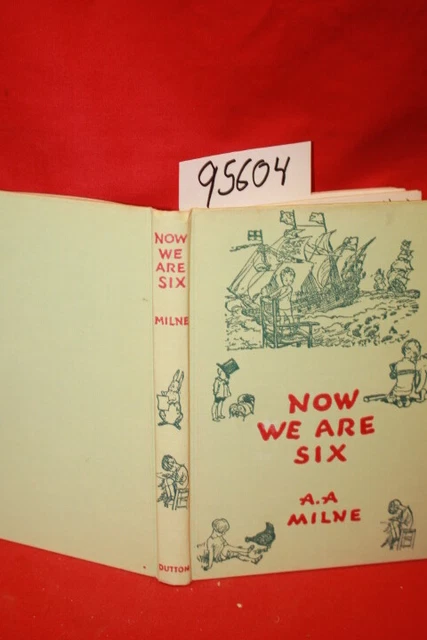 95604
NOW
WE
ARE
SIX
MILNE
DUTTON
NOW
WE ARE
SIX
A.A
MILNE